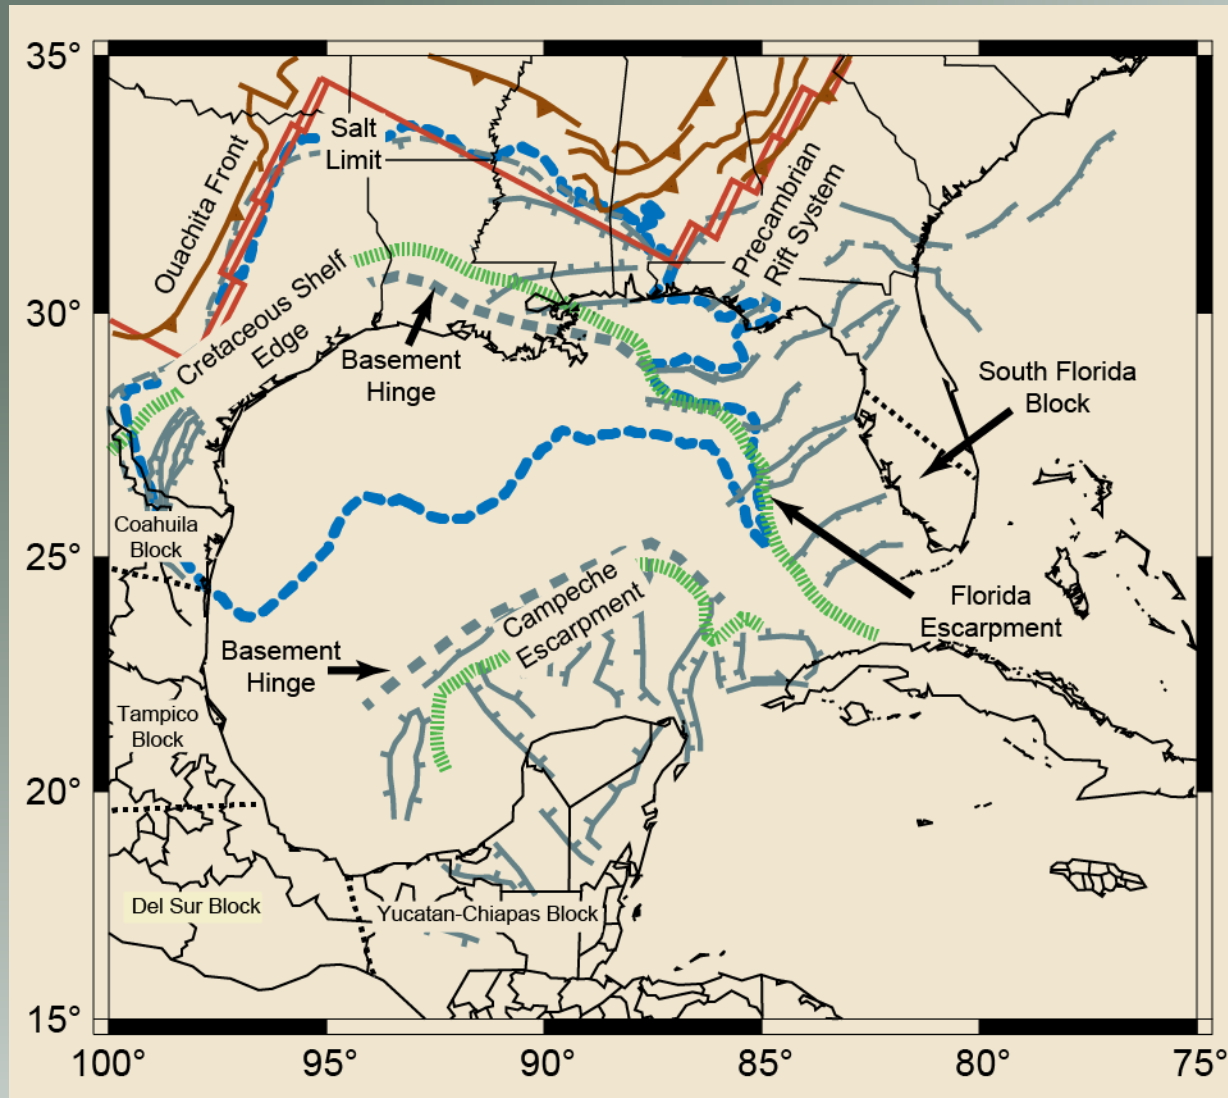 35°
Salt
Limit
Ouachita Front
Precambrian
Rift System
Cretaceous Shelf
Edge
30°
Basement
Hinge
South Florida
Block
Coahuila
Block
25°
Campeche
Escarpment
Florida
Escarpment
Basement
Hinge
Tampico
Block
20°
Del Sur Block
Yucatan-Chiapas Block
15°
100°
95°
90°
85°
80°
75°